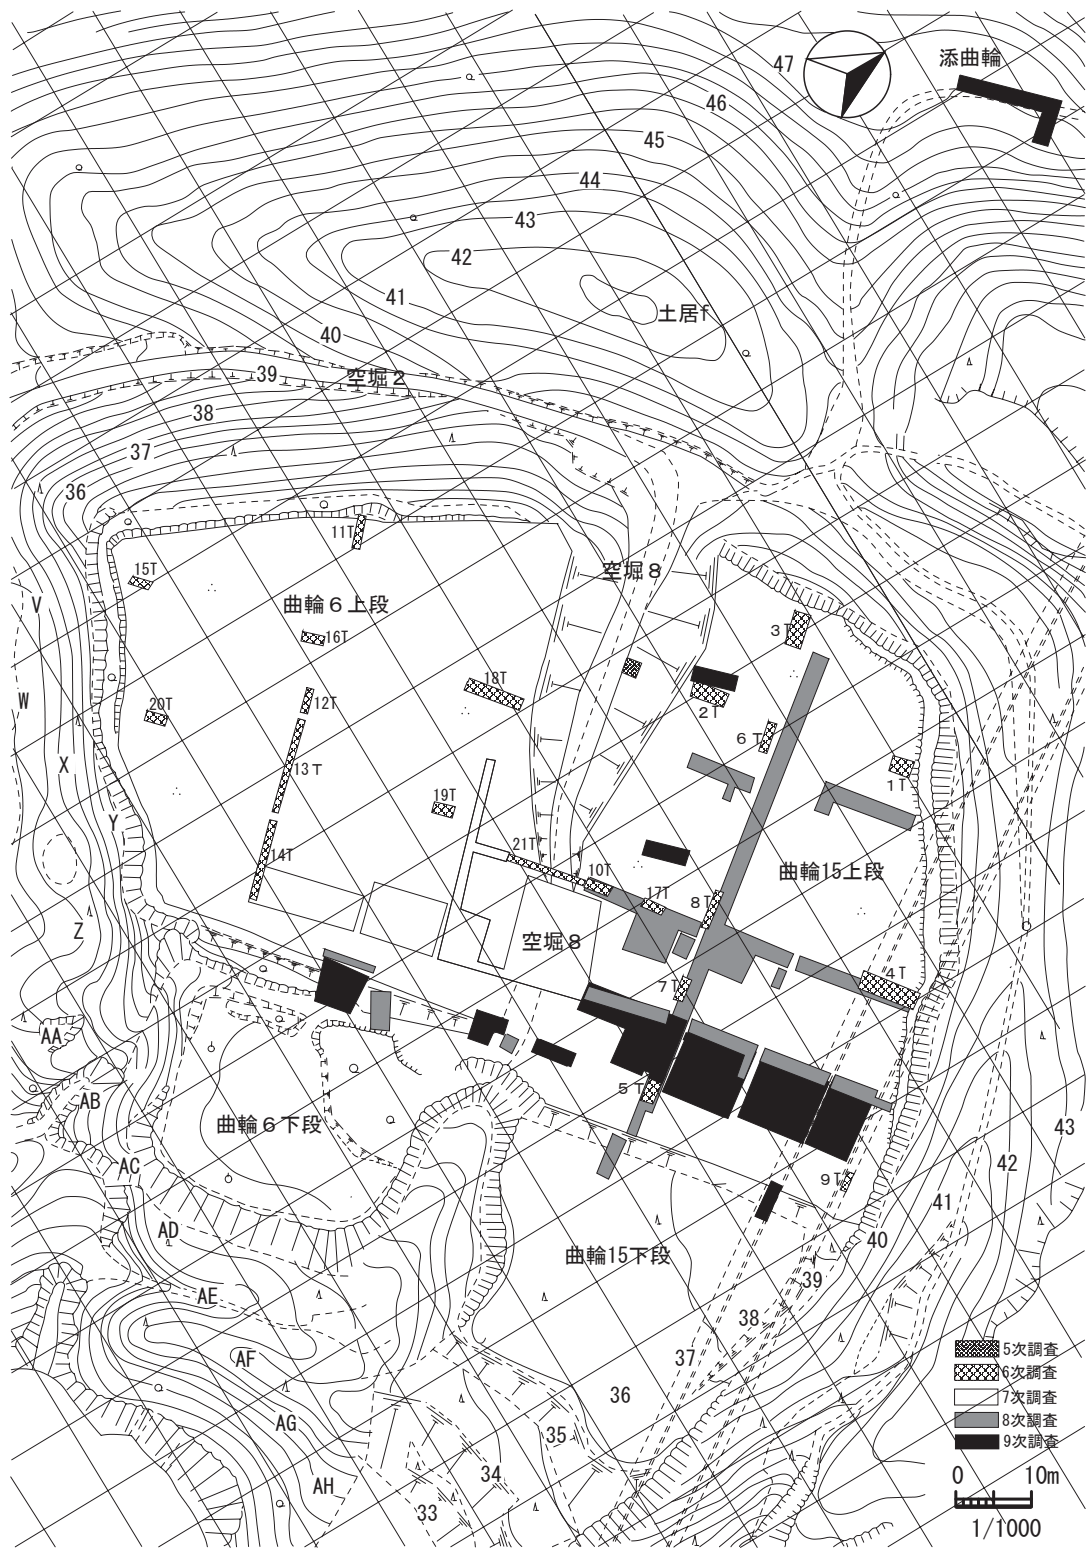 添曲輪
47
46
45
44
43
42
41
40
39
38
37
36
土居f
空堀2
空堀8
11T
15T
曲輪6上段
16T
18T
12T
20T
13T
19T
14T
21T
10T
17T
3T
2T
6T
1T
曲輪15上段
8T
4T
7T
5T
9T
空堀8
V
W
X
Y
Z
AA
AB
AC
AD
AE
AF
AG
AH
曲輪6下段
曲輪15下段
43
42
41
40
39
38
37
36
35
34
33
5次調査
6次調査
7次調査
8次調査
9次調査
0 10m
1/1000